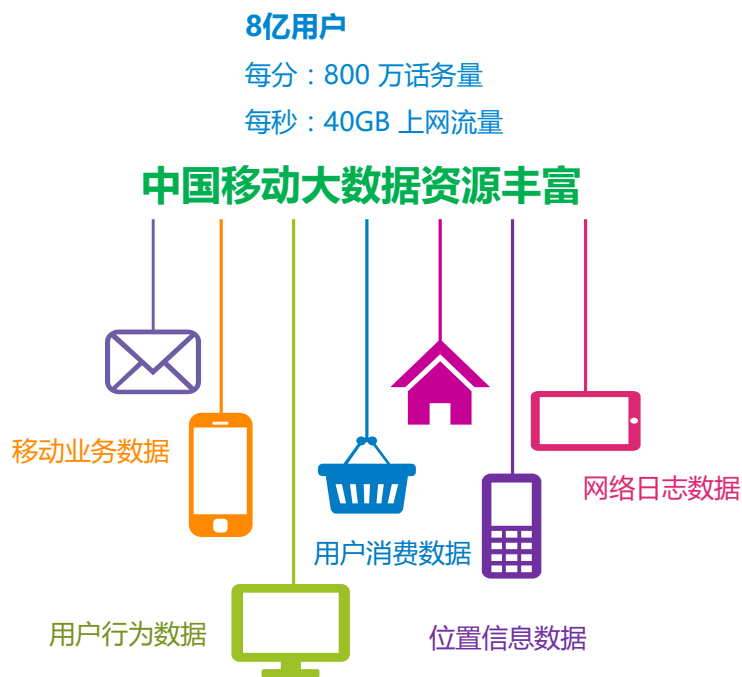 8亿用户
每分：800 万话务量
每秒：40GB 上网流量
中国移动大数据资源丰富
移动业务数据
网络日志数据
用户消费数据
用户行为数据
位置信息数据